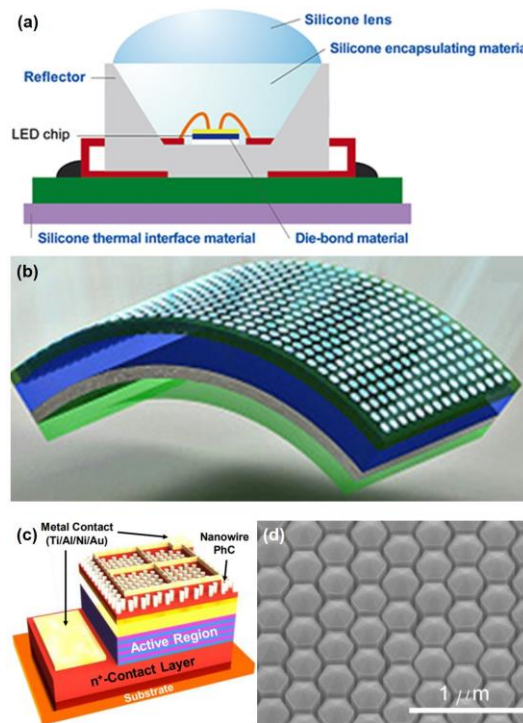 (a)
Silicone lens
Silicone encapsulating materia
Reflector
LED chip
Silicone thermal interface material
Die-bond material
(b)
(c)
Metal Contact
(Ti/Al/Ni/Au)
Nanowire
PhC
Active Region
n⁺-Contact Layer
Substrate
(d)
1 μm